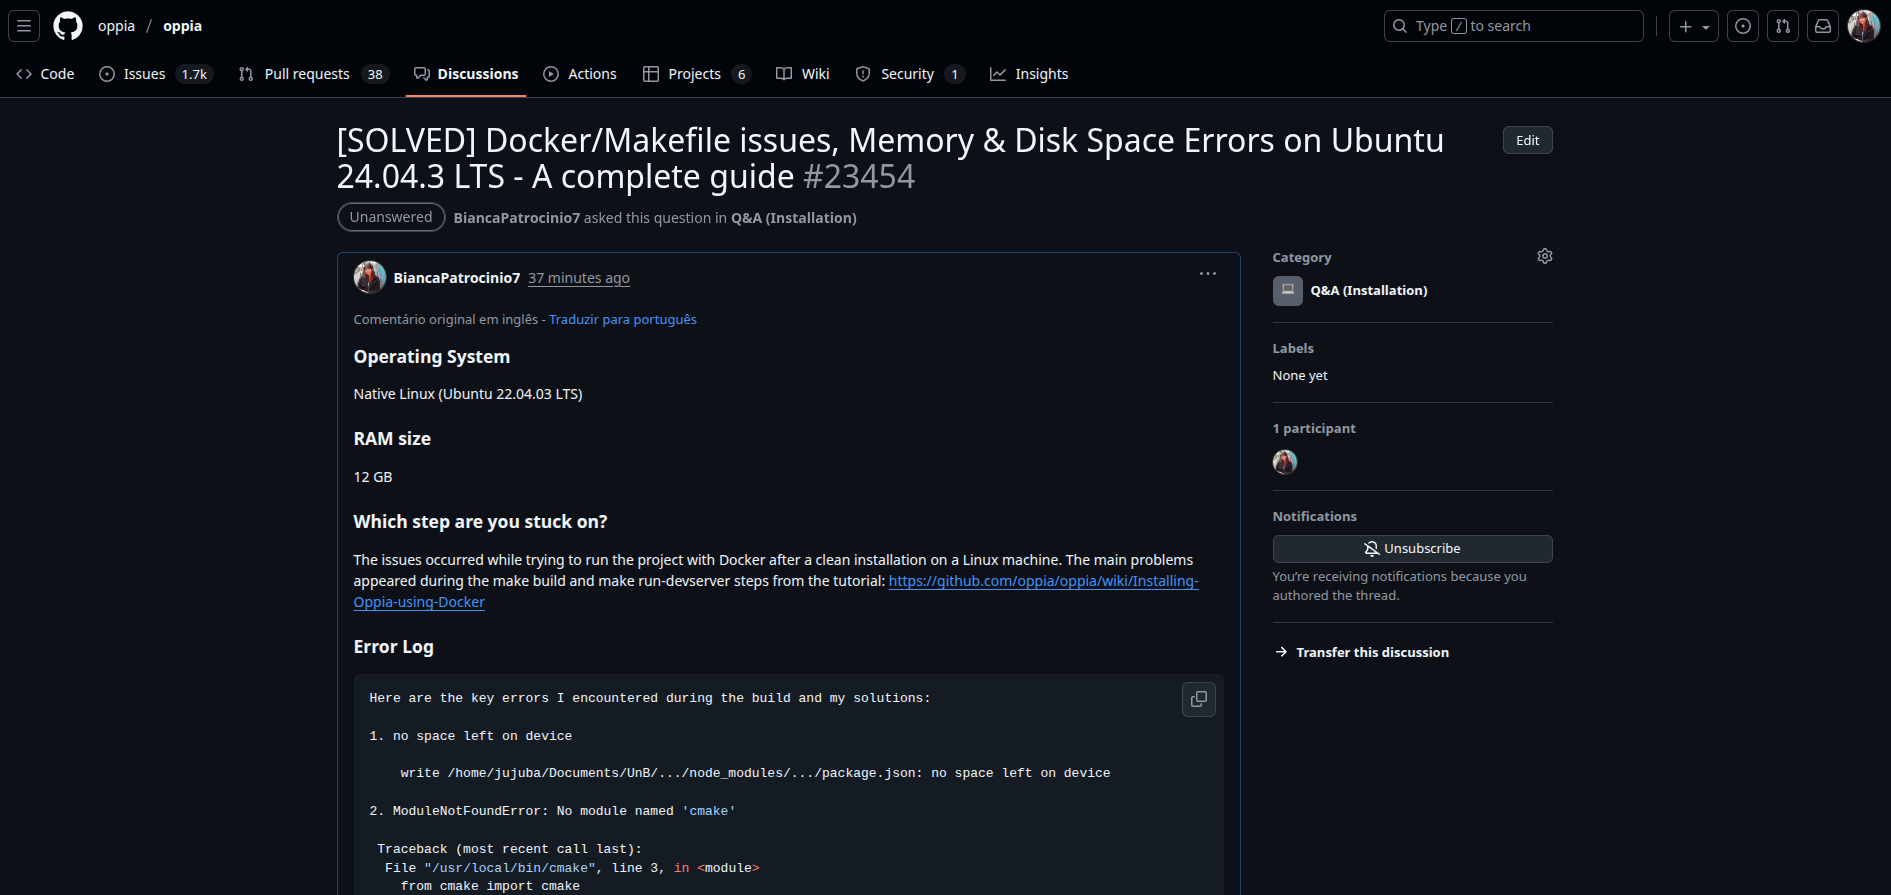 oppia / oppia
Type / to search
Code
Issues 1.7k
Pull requests 38
Discussions
Actions
Projects 6
Wiki
Security 1
Insights
[SOLVED] Docker/Makefile issues, Memory & Disk Space Errors on Ubuntu
24.04.3 LTS - A complete guide #23454
Edit
Unanswered
BiancaPatrocinio7 asked this question in Q&A (Installation)
BiancaPatrocinio7 37 minutes ago
Comentário original em inglês - Traduzir para português
Operating System
Native Linux (Ubuntu 22.04.03 LTS)
RAM size
12 GB
Which step are you stuck on?
The issues occurred while trying to run the project with Docker after a clean installation on a Linux machine. The main problems
appeared during the make build and make run-devserver steps from the tutorial: https://github.com/oppia/oppia/wiki/Installing-
Oppia-using-Docker
Error Log
Here are the key errors I encountered during the build and my solutions:
1. no space left on device
write /home/jujuba/Documents/UnB/.../node_modules/.../package.json: no space left on device
2. ModuleNotFoundError: No module named 'cmake'
Traceback (most recent call last):
File "/usr/local/bin/cmake", line 3, in <module>
from cmake import cmake
Category
Q&A (Installation)
Labels
None yet
1 participant
Notifications
Unsubscribe
You're receiving notifications because you
authored the thread.
Transfer this discussion